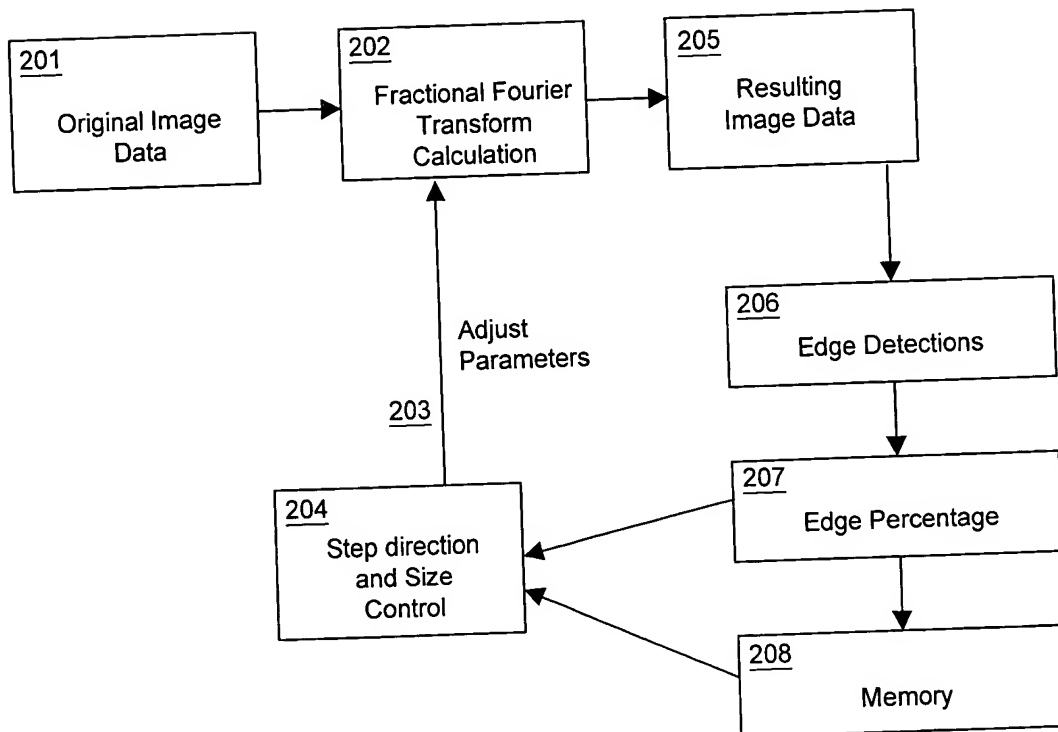 201
Original Image
Data
202
Fractional Fourier
Transform
Calculation
205
Resulting
Image Data
206
Edge Detections
Adjust
Parameters
203
207
Edge Percentage
204
Step direction
and Size
Control
208
Memory